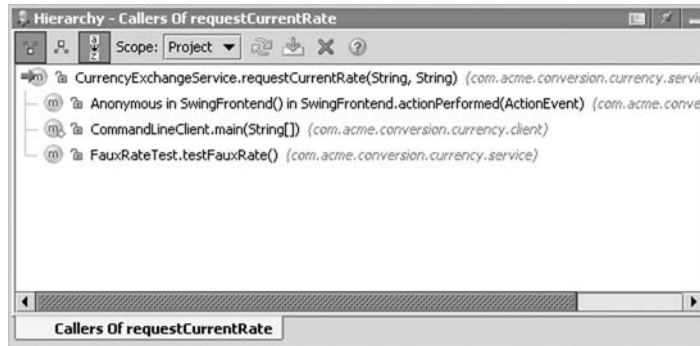 Hierarchy - Callers Of requestCurrentRate
Scope: Project
CurrencyExchangeService.requestCurrentRate(String, String) (com.acme.conversion.currency.servi
Anonymous in SwingFrontend() in SwingFrontend.actionPerformed(ActionEvent) (com.acme.conve
CommandLineClient.main(String[]) (com.acme.conversion.currency.client)
FauxRateTest.testFauxRate() (com.acme.conversion.currency.service)
Callers Of requestCurrentRate